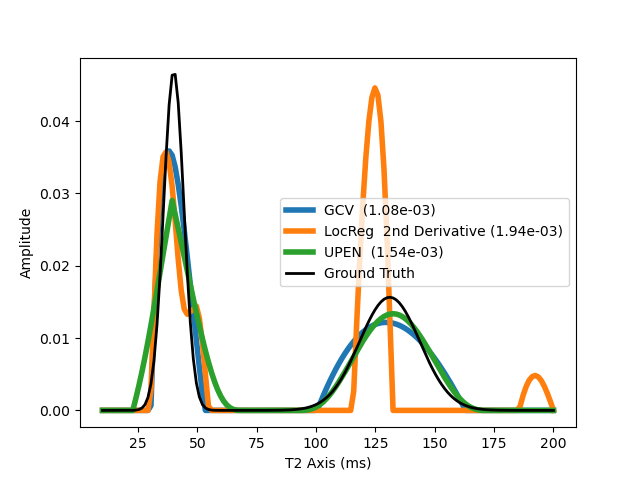 0.04
0.03
0.02
0.01
0.00
Amplitude
GCV (1.08e-03)
LocReg 2nd Derivative (1.94e-03)
UPEN (1.54e-03)
Ground Truth
25 50 75 100 125 150 175 200
T2 Axis (ms)